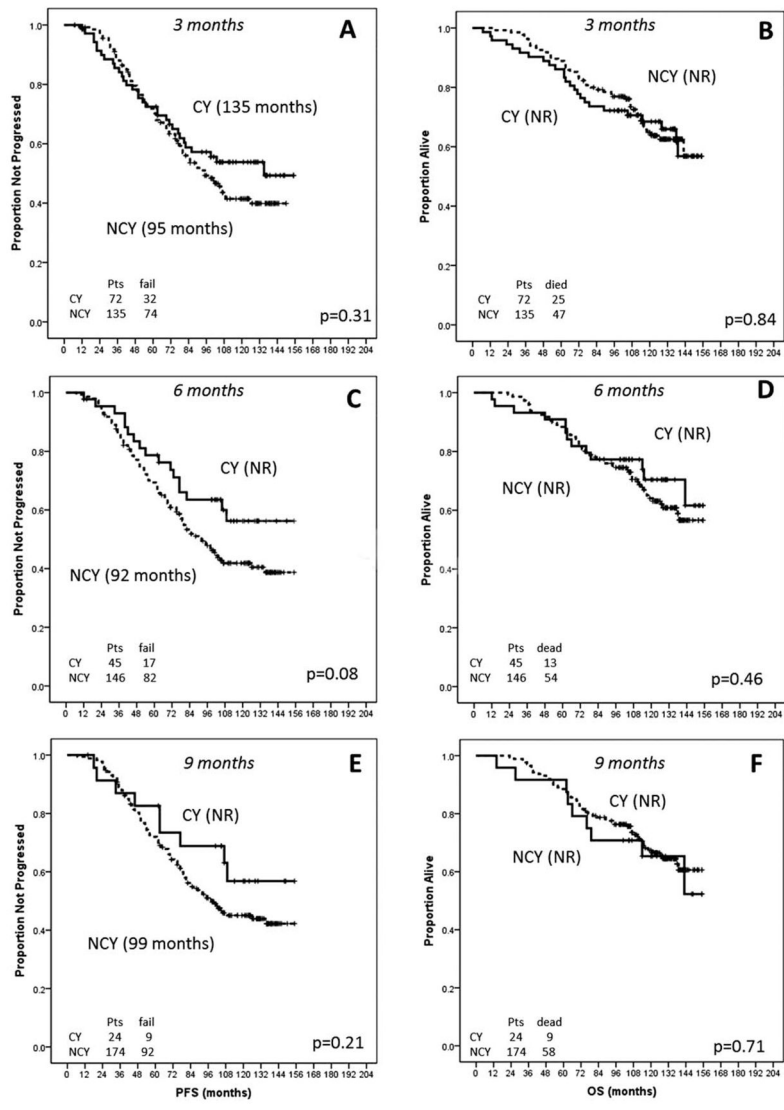 3 months
A
1.0
0.8
0.6
0.4
0.2
0.0
Proportion Not Progressed
CY (135 months)
NCY (95 months)
Pts fail
CY 72 32
NCY 135 74
p=0.31
0 12 24 36 48 60 72 84 96 108 120 132 144 156 168 180 192 204
3 months
B
1.0
0.8
0.6
0.4
0.2
0.0
Proportion Alive
NCY (NR)
CY (NR)
Pts died
CY 72 25
NCY 135 47
p=0.84
0 12 24 36 48 60 72 84 96 108 120 132 144 156 168 180 192 204
6 months
C
1.0
0.8
0.6
0.4
0.2
0.0
Proportion Not Progressed
CY (NR)
NCY (92 months)
Pts fail
CY 45 17
NCY 146 82
p=0.08
0 12 24 36 48 60 72 84 96 108 120 132 144 156 168 180 192 204
6 months
D
1.0
0.8
0.6
0.4
0.2
0.0
Proportion Alive
CY (NR)
NCY (NR)
Pts dead
CY 45 13
NCY 146 54
p=0.46
0 12 24 36 48 60 72 84 96 108 120 132 144 156 168 180 192 204
9 months
E
1.0
0.8
0.6
0.4
0.2
0.0
Proportion Not Progressed
CY (NR)
NCY (99 months)
Pts fail
CY 24 9
NCY 174 92
p=0.21
0 12 24 36 48 60 72 84 96 108 120 132 144 156 168 180 192 204
PFS (months)
9 months
F
1.0
0.8
0.6
0.4
0.2
0.0
Proportion Alive
CY (NR)
NCY (NR)
Pts dead
CY 24 9
NCY 174 58
p=0.71
0 12 24 36 48 60 72 84 96 108 120 132 144 156 168 180 192 204
OS (months)